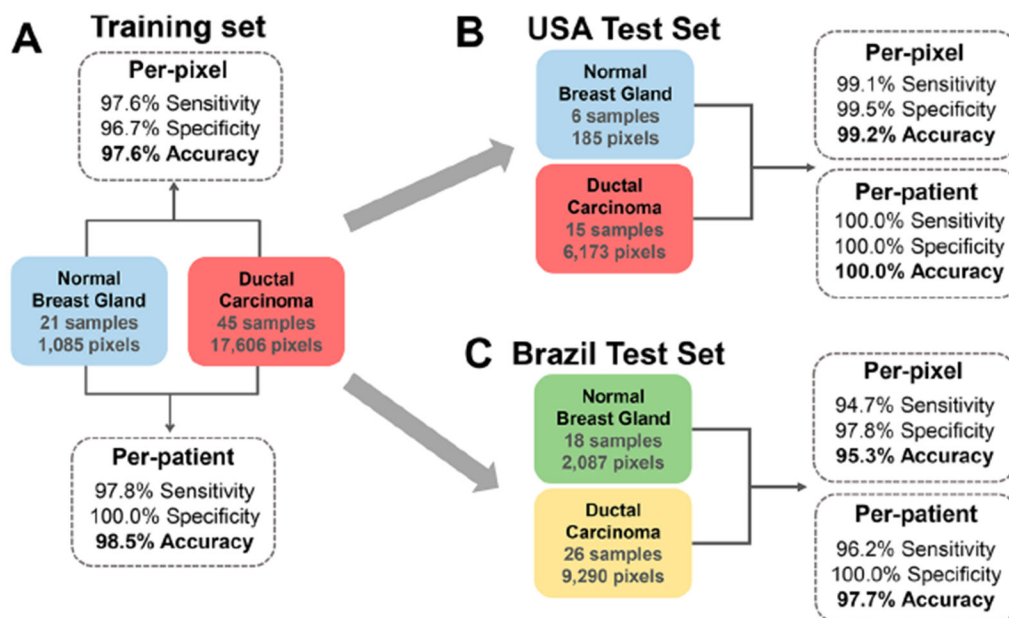 A
Training set
Per-pixel
97.6% Sensitivity
96.7% Specificity
97.6% Accuracy
Normal
Breast Gland
21 samples
1,085 pixels
Ductal
Carcinoma
45 samples
17,606 pixels
Per-patient
97.8% Sensitivity
100.0% Specificity
98.5% Accuracy
B
USA Test Set
Normal
Breast Gland
6 samples
185 pixels
Ductal
Carcinoma
15 samples
6,173 pixels
Per-pixel
99.1% Sensitivity
99.5% Specificity
99.2% Accuracy
Per-patient
100.0% Sensitivity
100.0% Specificity
100.0% Accuracy
C
Brazil Test Set
Normal
Breast Gland
18 samples
2,087 pixels
Ductal
Carcinoma
26 samples
9,290 pixels
Per-pixel
94.7% Sensitivity
97.8% Specificity
95.3% Accuracy
Per-patient
96.2% Sensitivity
100.0% Specificity
97.7% Accuracy